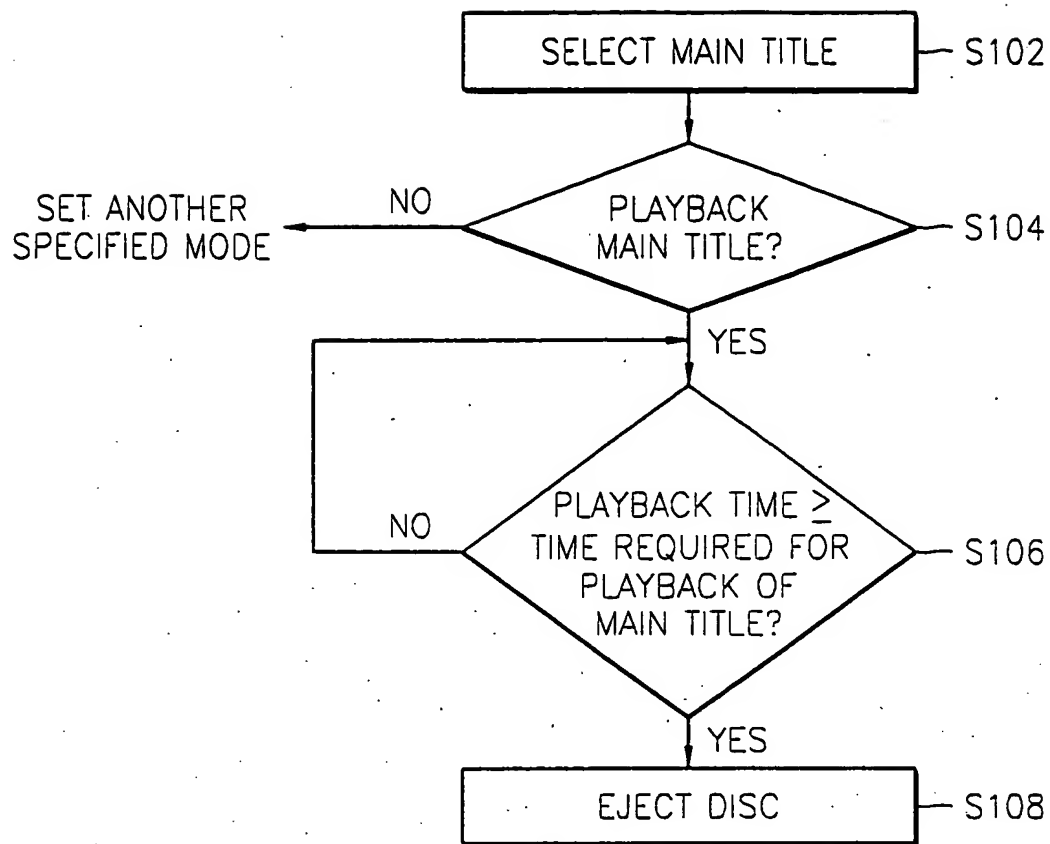 SELECT MAIN TITLE
S102
PLAYBACK
MAIN TITLE?
S104
NO
SET ANOTHER
SPECIFIED MODE
YES
PLAYBACK TIME ≥
TIME REQUIRED FOR
PLAYBACK OF
MAIN TITLE?
S106
NO
YES
EJECT DISC
S108